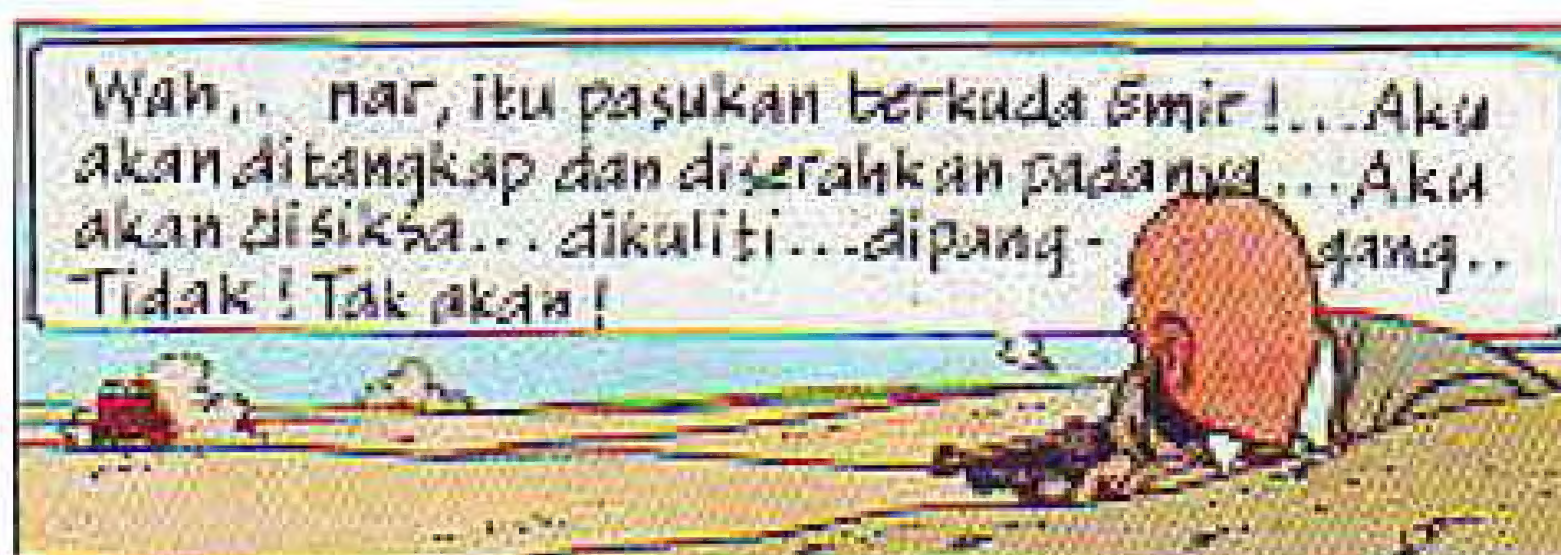 Wah.. nar, itu pasukan berkuda Emir!...Aku
akan ditangkap dan diserahkan padanya...Aku
akan disiksa...dikuliti...dipang- gang..
Tidak! Tak akan!